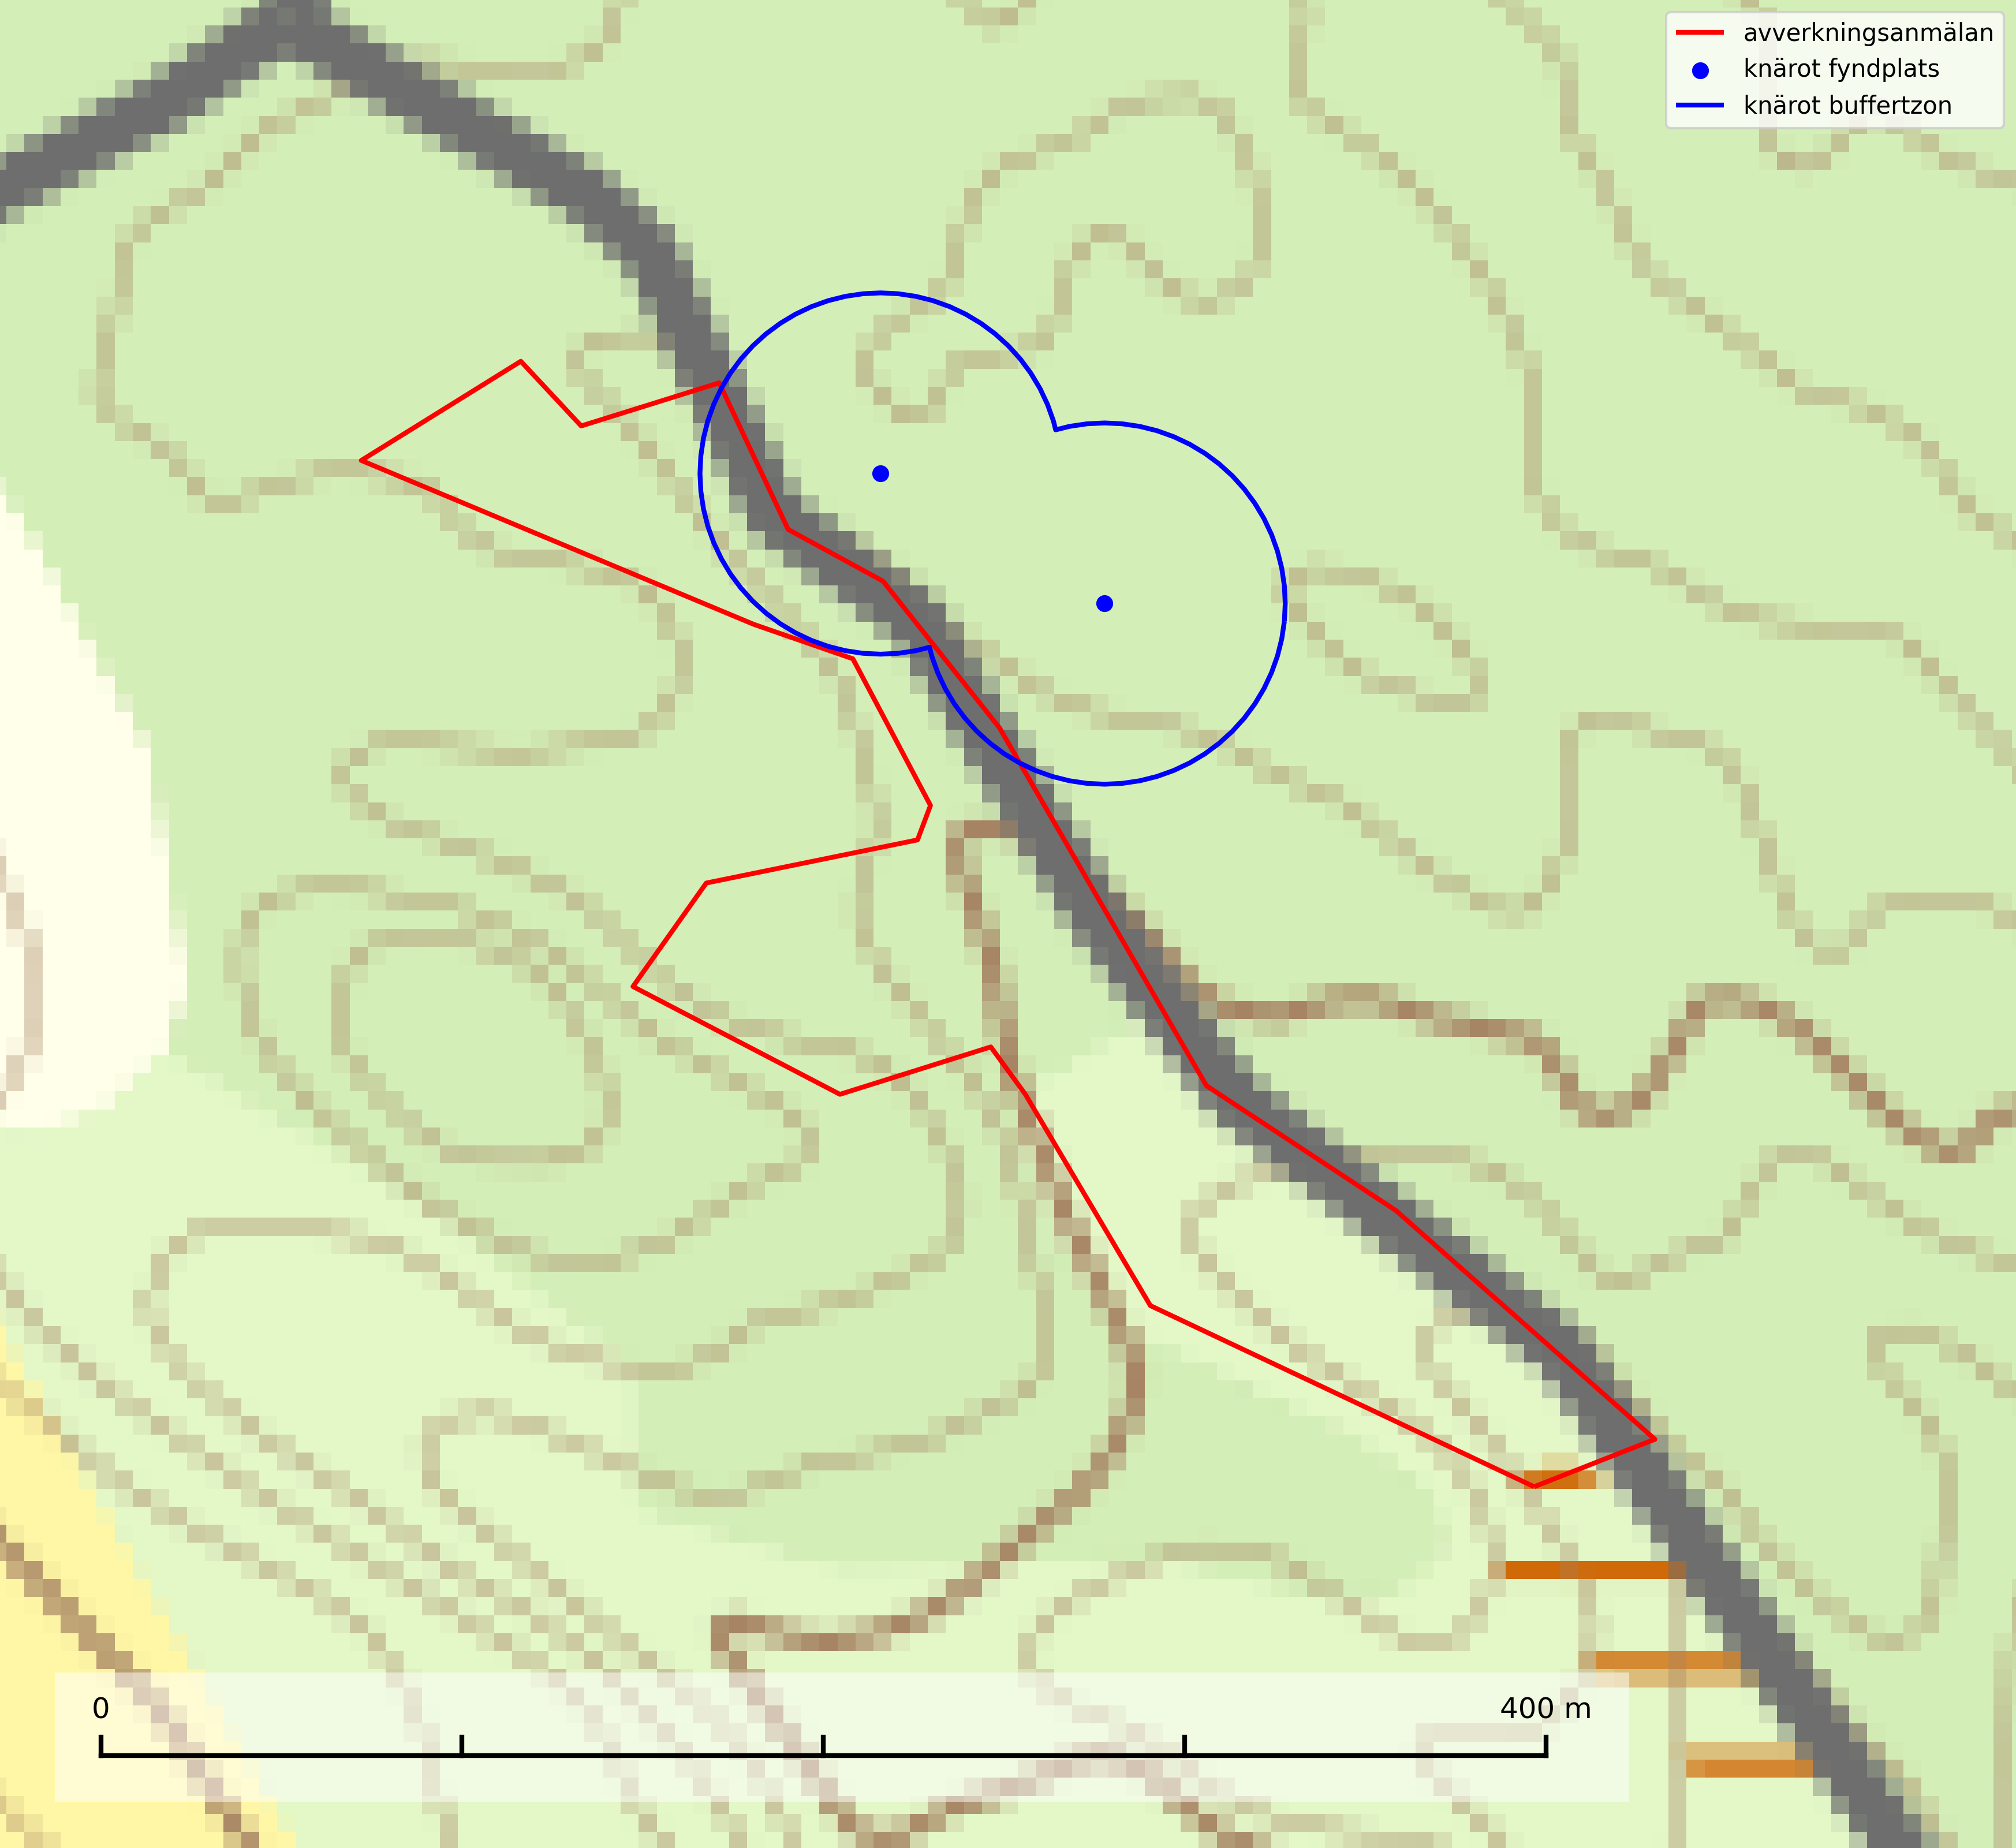 avverkningsanmälan
knärot fyndplats
knärot buffertzon
0 400 m